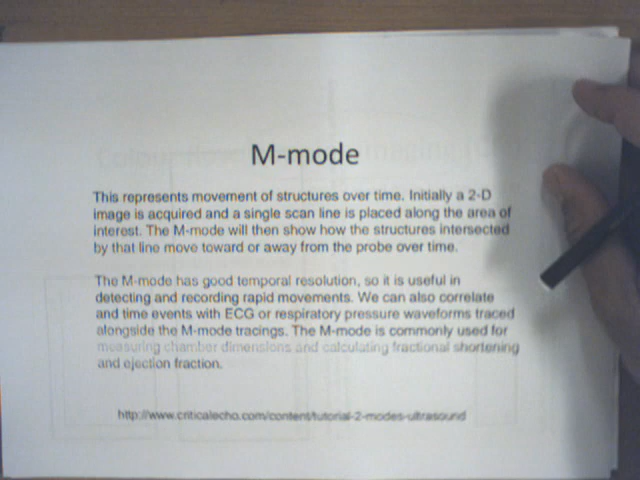 M-mode
This represents movement of structures over time. Initially a 2-D
image is acquired and a single scan line is placed along the area of
interest. The M-mode will then show how the structures intersected
by that line move toward or away from the probe over time.
The M-mode has good temporal resolution, so it is useful in
detecting and recording rapid movements. We can also correlate
and time events with ECG or respiratory pressure waveforms traced
alongside the M-mode tracings. The M-mode is commonly used for
measuring chamber dimensions and calculating fractional shortening
and ejection fraction.
http://www.criticalecho.com/content/tutorial-2-modes-ultrasound